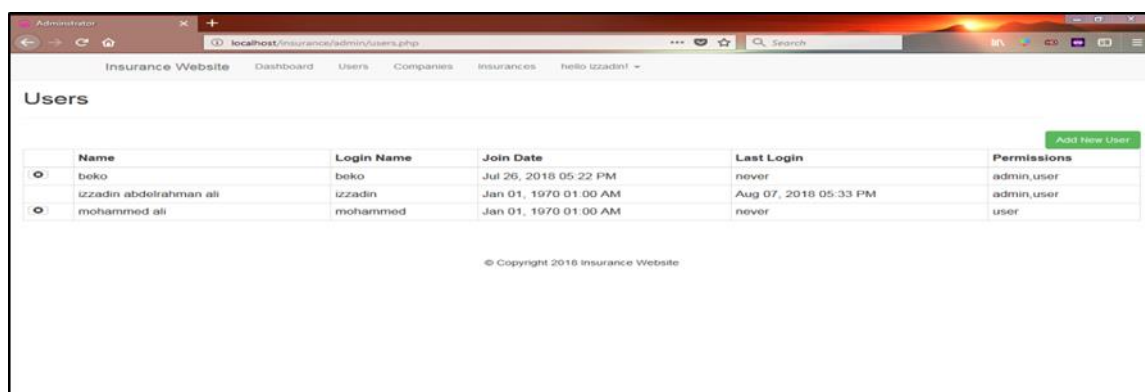 Administrator
localhost/insurance/admin/users.php
Search
Insurance Website Dashboard Users Companies Insurances hello izzadin!
Users
Add New User
Name Login Name Join Date Last Login Permissions
beko beko Jul 26, 2018 05:22 PM never admin,user
izzadin abdelrahman ali izzadin Jan 01, 1970 01:00 AM Aug 07, 2018 05:33 PM admin,user
mohammed ali mohammed Jan 01, 1970 01:00 AM never user
© Copyright 2018 Insurance Website